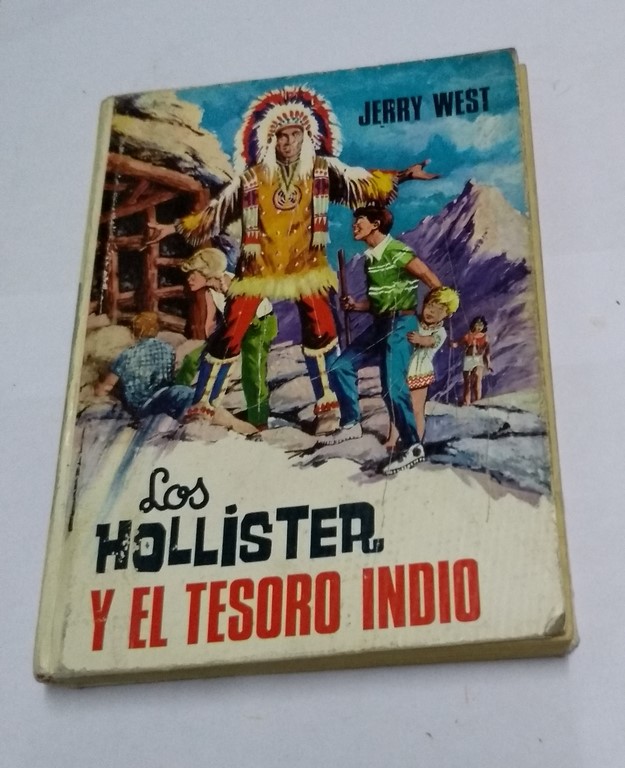 JERRY WEST
Los
HOLLISTER
Y EL TESORO INDIO